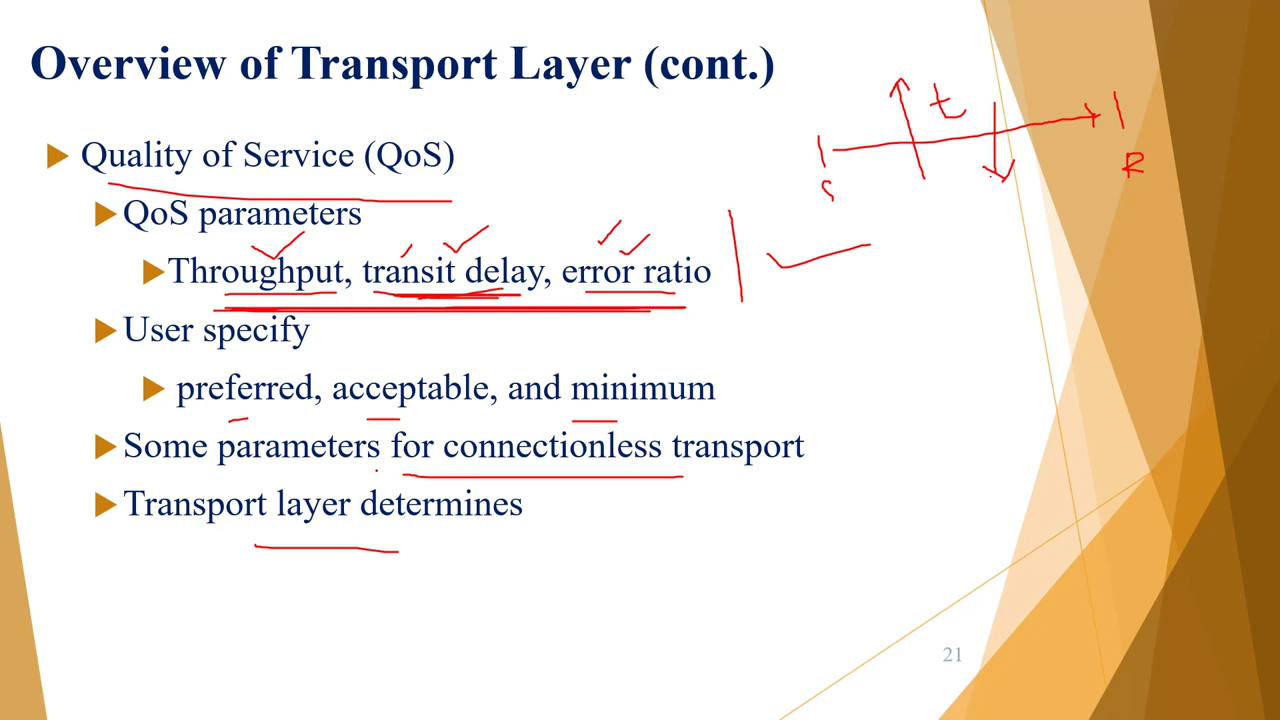 Overview of Transport Layer (cont.)
Quality of Service (QoS)
QoS parameters
Throughput, transit delay, error ratio
User specify
preferred, acceptable, and minimum
Some parameters for connectionless transport
Transport layer determines
t
S
R
21